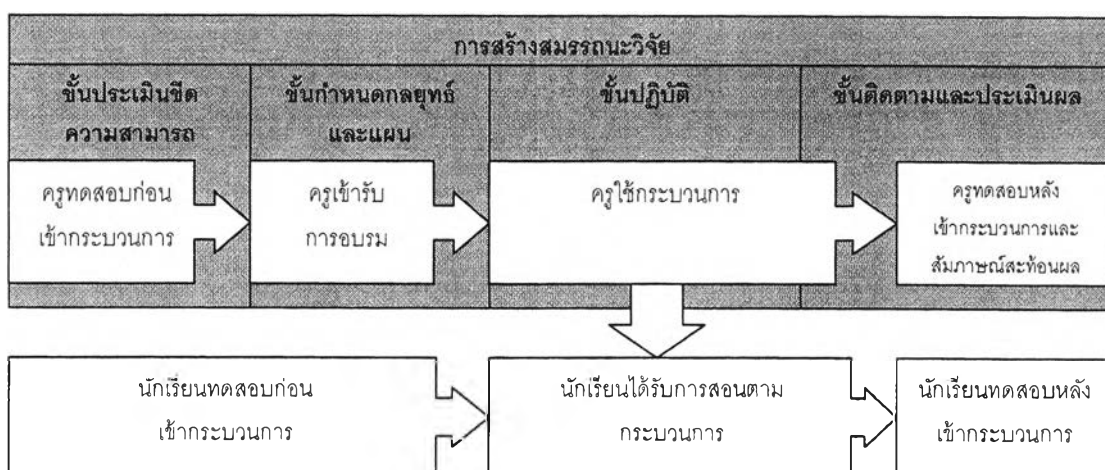 การสร้างสมรรถนะวิจัย
ขั้นประเมินขีด
ความสามารถ
ขั้นกำหนดกลยุทธ์
และแผน
ขั้นปฏิบัติ
ขั้นติดตามและประเมินผล
ครูทดสอบก่อน
เข้ากระบวนการ
ครูเข้ารับ
การอบรม
ครูใช้กระบวนการ
ครูทดสอบหลัง
เข้ากระบวนการและ
สัมภาษณ์สะท้อนผล
นักเรียนทดสอบก่อน
เข้ากระบวนการ
นักเรียนได้รับการสอนตาม
กระบวนการ
นักเรียนทดสอบหลัง
เข้ากระบวนการ